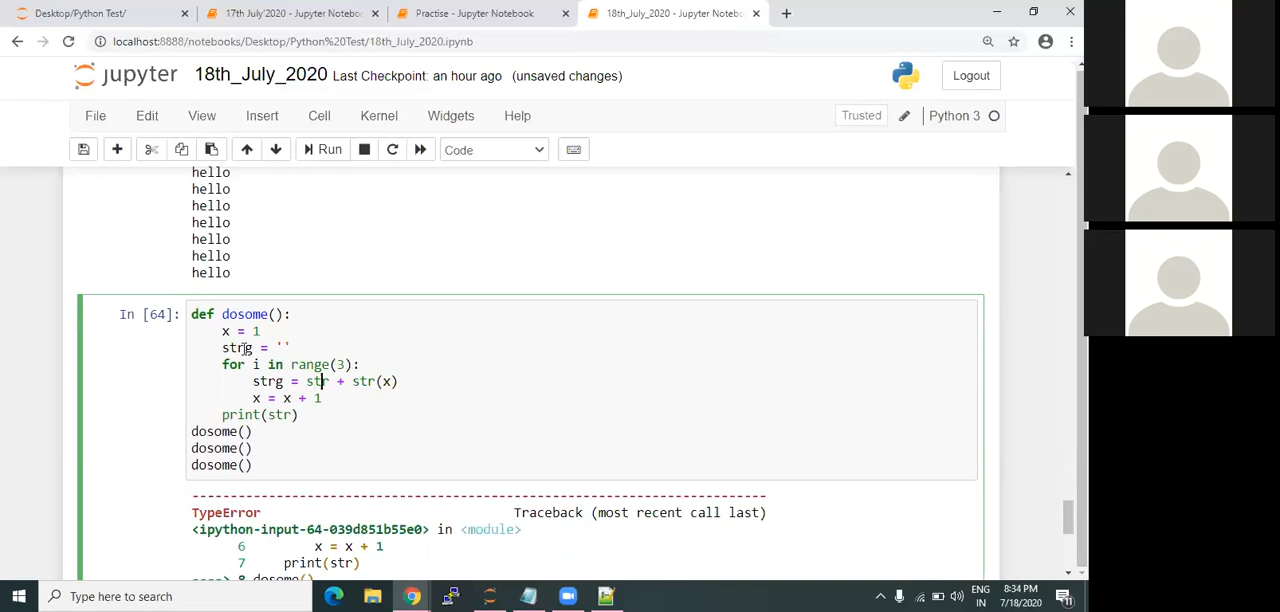 Desktop/Python Test/
17th July'2020 - Jupyter Noteboo
Practise - Jupyter Notebook
18th_July_2020 - Jupyter Notebo
localhost:8888/notebooks/Desktop/Python%20Test/18th_July_2020.ipynb
jupyter 18th_July_2020 Last Checkpoint: an hour ago (unsaved changes)
Logout
File Edit View Insert Cell Kernel Widgets Help
Trusted
Python 3
Run
Code
hello
hello
hello
hello
hello
hello
hello
In [64]: def dosome():
x = 1
strg = ''
for i in range(3):
strg = str + str(x)
x = x + 1
print(str)
dosome()
dosome()
dosome()
---------------------------------------------------------------------------
TypeError Traceback (most recent call last)
<ipython-input-64-039d851b55e0> in <module>
6 x = x + 1
7 print(str)
----> 8 dosome()
Type here to search
ENG
IN
8:34 PM
7/18/2020
11